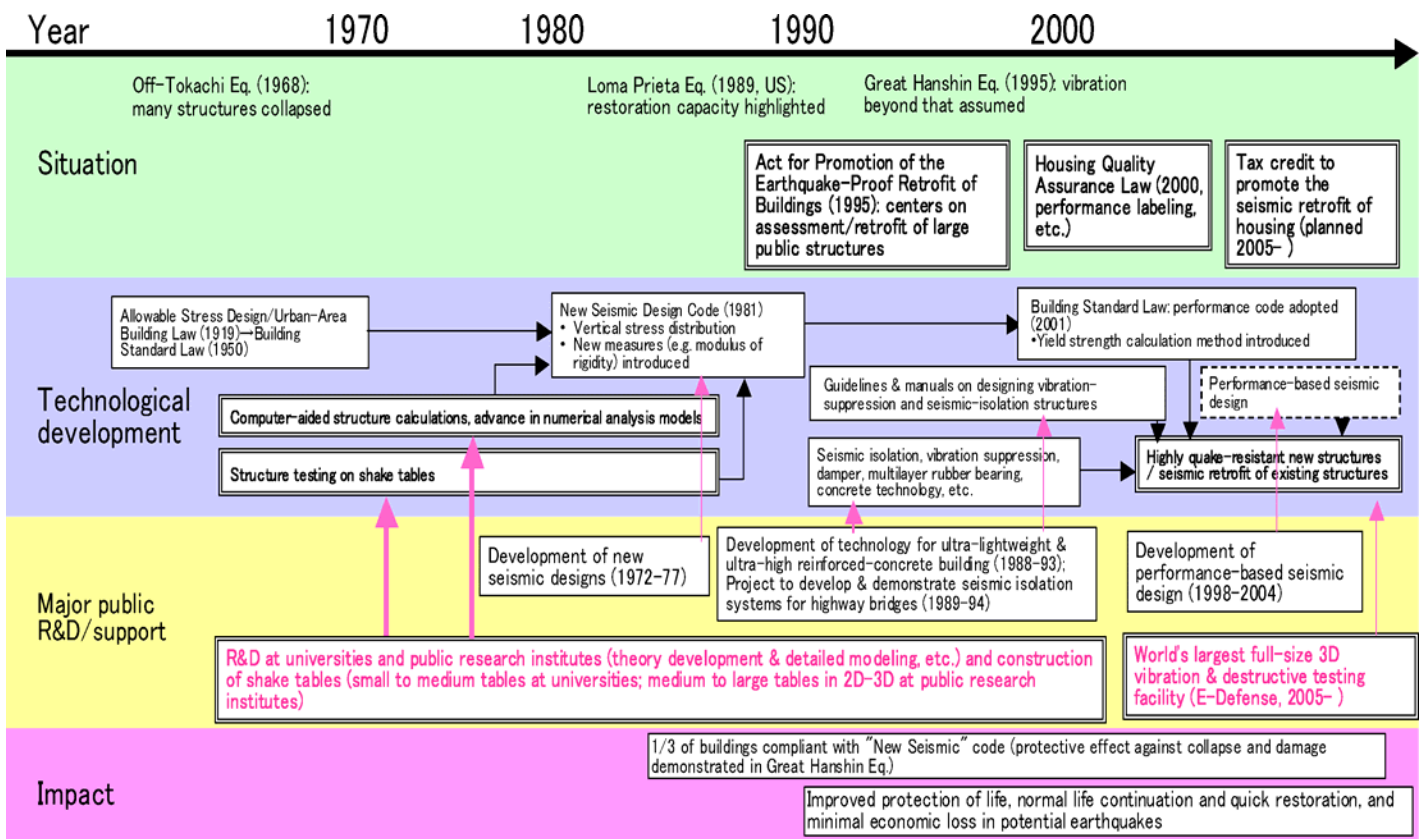 Year
1970
1980
1990
2000
Off-Tokachi Eq. (1968):
many structures collapsed
Loma Prieta Eq. (1989, US):
restoration capacity highlighted
Great Hanshin Eq. (1995): vibration
beyond that assumed
Situation
Act for Promotion of the
Earthquake-Proof Retrofit of
Buildings (1995): centers on
assessment/retrofit of large
public structures
Housing Quality
Assurance Law (2000,
performance labeling,
etc.)
Tax credit to
promote the
seismic retrofit of
housing (planned
2005- )
Technological
development
Allowable Stress Design/Urban-Area
Building Law (1919)→Building
Standard Law (1950)
New Seismic Design Code (1981)
• Vertical stress distribution
• New measures (e.g. modulus of
rigidity) introduced
Building Standard Law: performance code adopted
(2001)
•Yield strength calculation method introduced
Computer-aided structure calculations, advance in numerical analysis models
Structure testing on shake tables
Guidelines & manuals on designing vibration-
suppression and seismic-isolation structures
Performance-based seismic
design
Seismic isolation, vibration suppression,
damper, multilayer rubber bearing,
concrete technology, etc.
Highly quake-resistant new structures
/ seismic retrofit of existing structures
Major public
R&D/support
Development of new
seismic designs (1972-77)
Development of technology for ultra-lightweight &
ultra-high reinforced-concrete building (1988-93);
Project to develop & demonstrate seismic isolation
systems for highway bridges (1989-94)
Development of
performance-based seismic
design (1998-2004)
R&D at universities and public research institutes (theory development & detailed modeling, etc.) and construction
of shake tables (small to medium tables at universities; medium to large tables in 2D-3D at public research
institutes)
World's largest full-size 3D
vibration & destructive testing
facility (E-Defense, 2005- )
Impact
1/3 of buildings compliant with "New Seismic" code (protective effect against collapse and damage
demonstrated in Great Hanshin Eq.)
Improved protection of life, normal life continuation and quick restoration, and
minimal economic loss in potential earthquakes